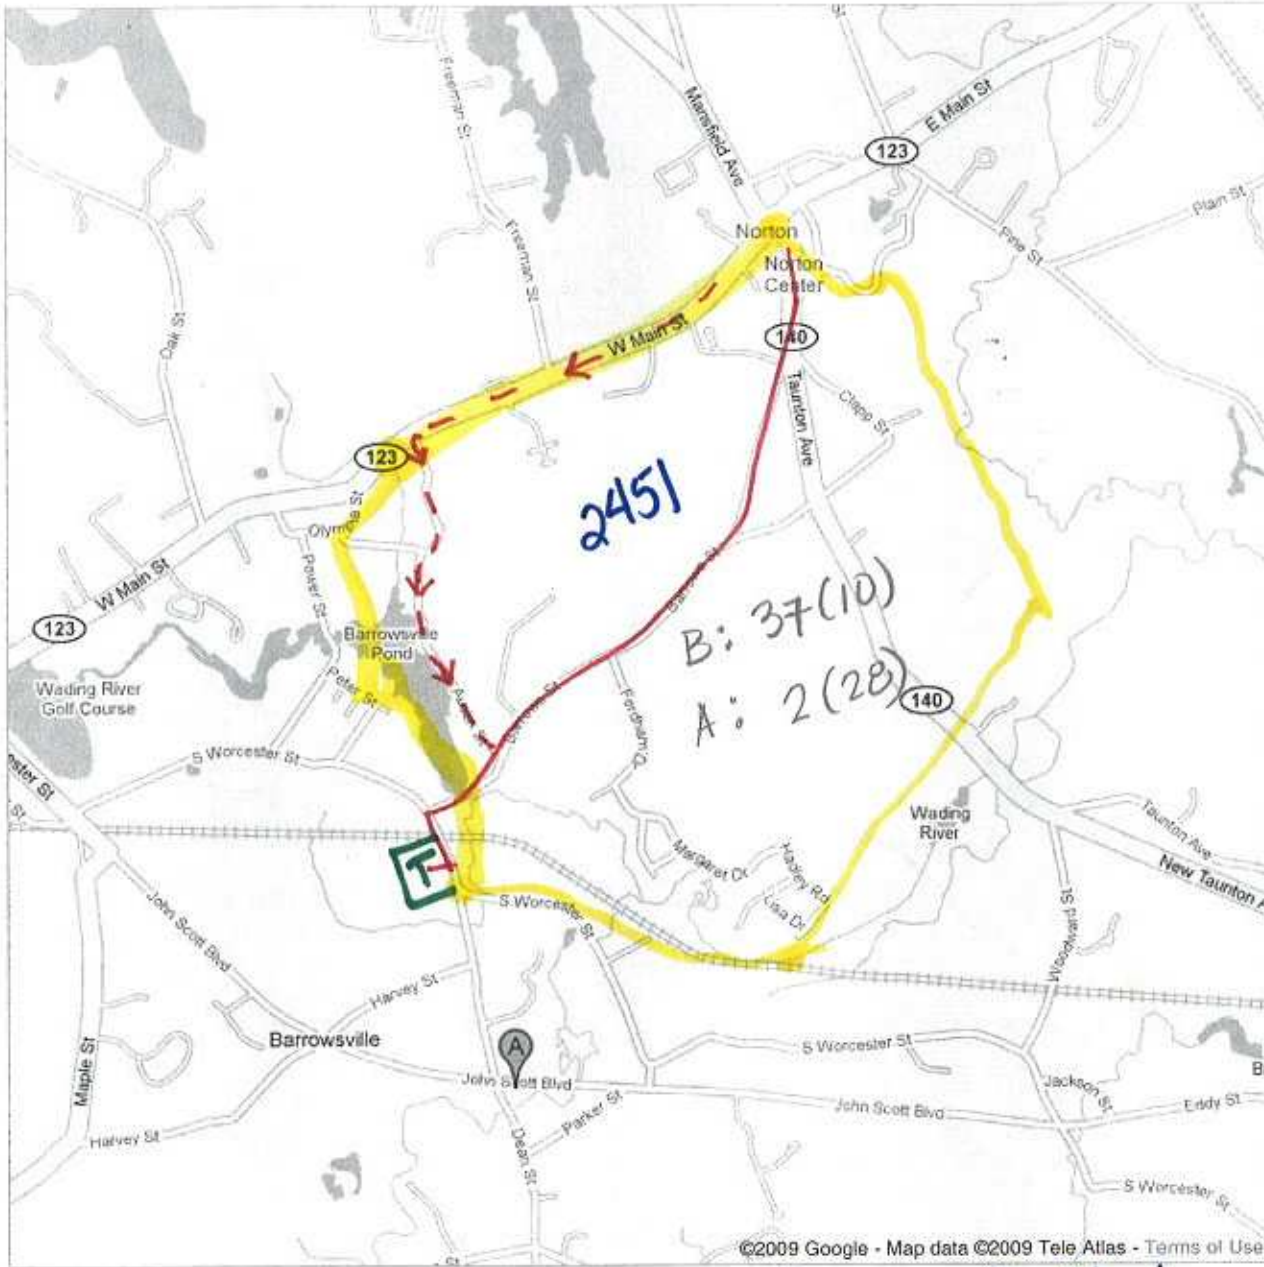 Freeman St
Mansfield Ave
E Main St
123
Plain St
Pine St
Norton
Norton
Center
Freeman St
Oak St
W Main St
140
Taunton Ave
Clapp St
123
2451
Olympia St
W Main St
Power St
123
Barrows St
B: 37(10)
Barrowsville
Pond
Wading River
Golf Course
Peter St
A: 2(28)
140
Barrows St
Fordham D
S Worcester St
Wading
River
Taunton Ave
Margaret Dr
Hadley Rd
New Taunton A
T
Lisa Dr
S Worcester St
John Scott Blvd
Woodward St
Harvey St
Barrowsville
A
S Worcester St
Maple St
John Scott Blvd
Jackson St
John Scott Blvd
Eddy St
Parker St
Harvey St
Dean St
S Worcester St
St
©2009 Google - Map data ©2009 Tele Atlas - Terms of Use